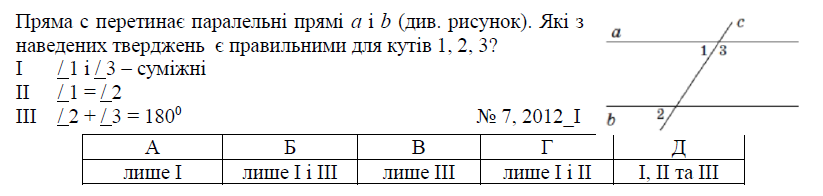 Пряма с перетинає паралельні прямі a і b (див. рисунок). Які з
наведених тверджень є правильними для кутів 1, 2, 3?
I ∠1 і ∠3 – суміжні
II ∠1 = ∠2
III ∠2 + ∠3 = 180⁰ № 7, 2012_I
a c
1 3
b 2
А Б В Г Д
лише I лише I і III лише III лише I і II I, II та III